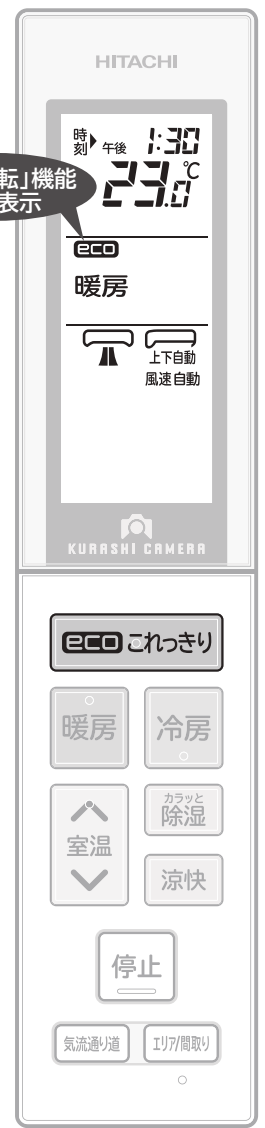 HITACHI
時刻 午後 1:30
23.0℃
転」機能
表示
eco
暖房
上下自動
風速自動
KURASHI CAMERA
eco これっきり
暖房 冷房
カラッと
除湿
室温
涼快
停止
気流通り道 エリア/間取り